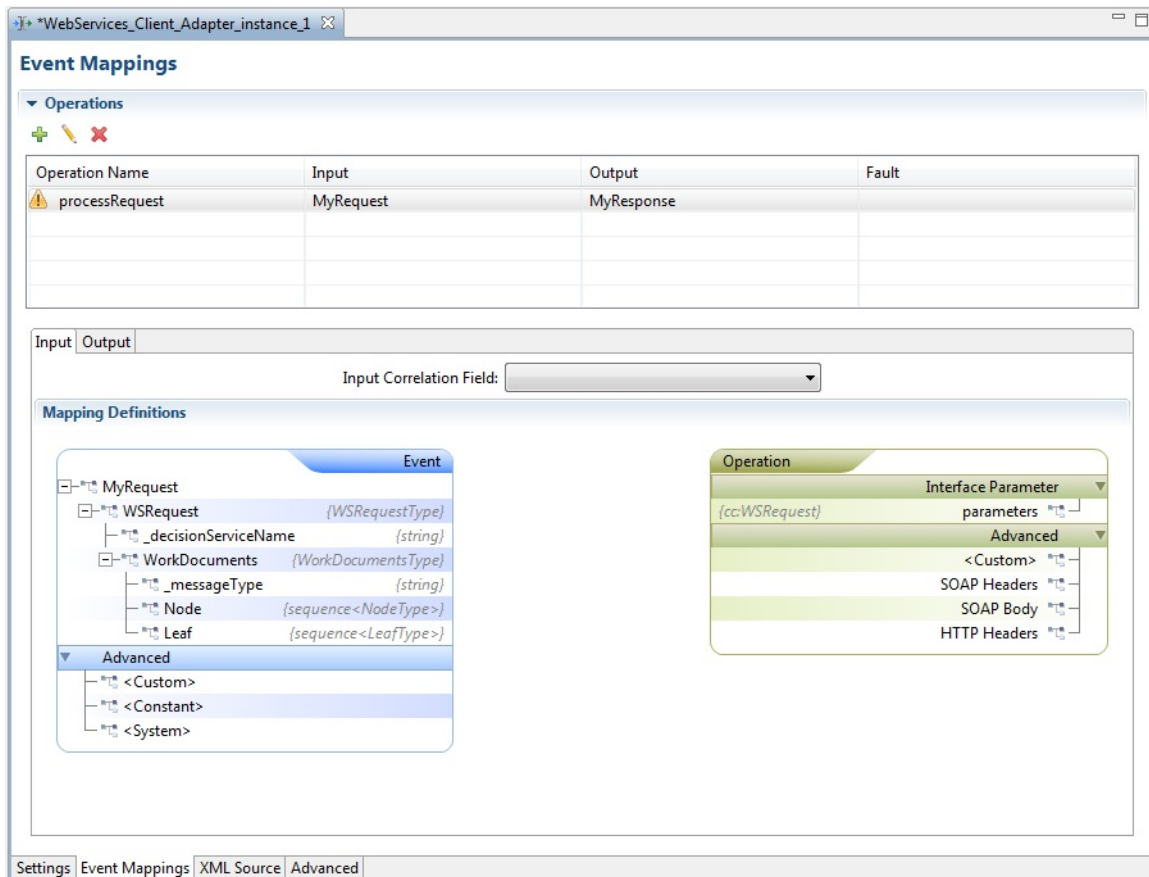 *WebServices_Client_Adapter_instance_1
Event Mappings
Operations
Operation Name Input Output Fault
processRequest MyRequest MyResponse
Input Output
Input Correlation Field:
Mapping Definitions
Event
MyRequest
WSRequest {WSRequestType}
_decisionServiceName {string}
WorkDocuments {WorkDocumentsType}
_messageType {string}
Node {sequence<NodeType>}
Leaf {sequence<LeafType>}
Advanced
<Custom>
<Constant>
<System>
Operation
Interface Parameter
{cc:WSRequest} parameters
Advanced
<Custom>
SOAP Headers
SOAP Body
HTTP Headers
Settings Event Mappings XML Source Advanced